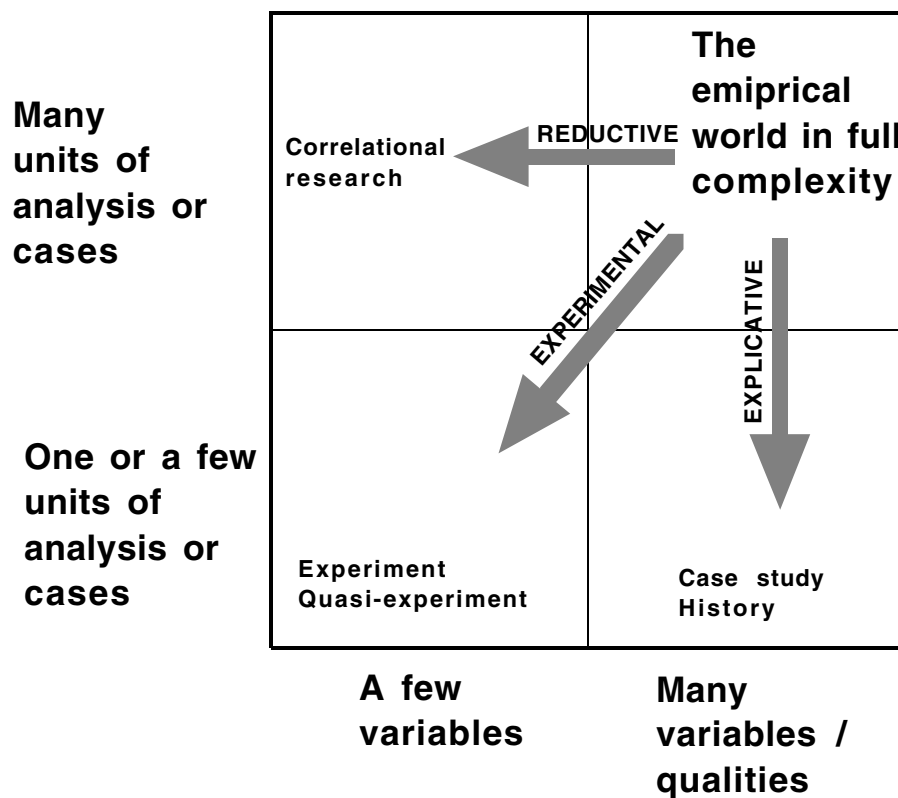 Many
units of
analysis or
cases
Correlational
research
REDUCTIVE
The
emiprical
world in full
complexity
EXPERIMENTAL
EXPLICATIVE
One or a few
units of
analysis or
cases
Experiment
Quasi-experiment
Case study
History
A few
variables
Many
variables /
qualities